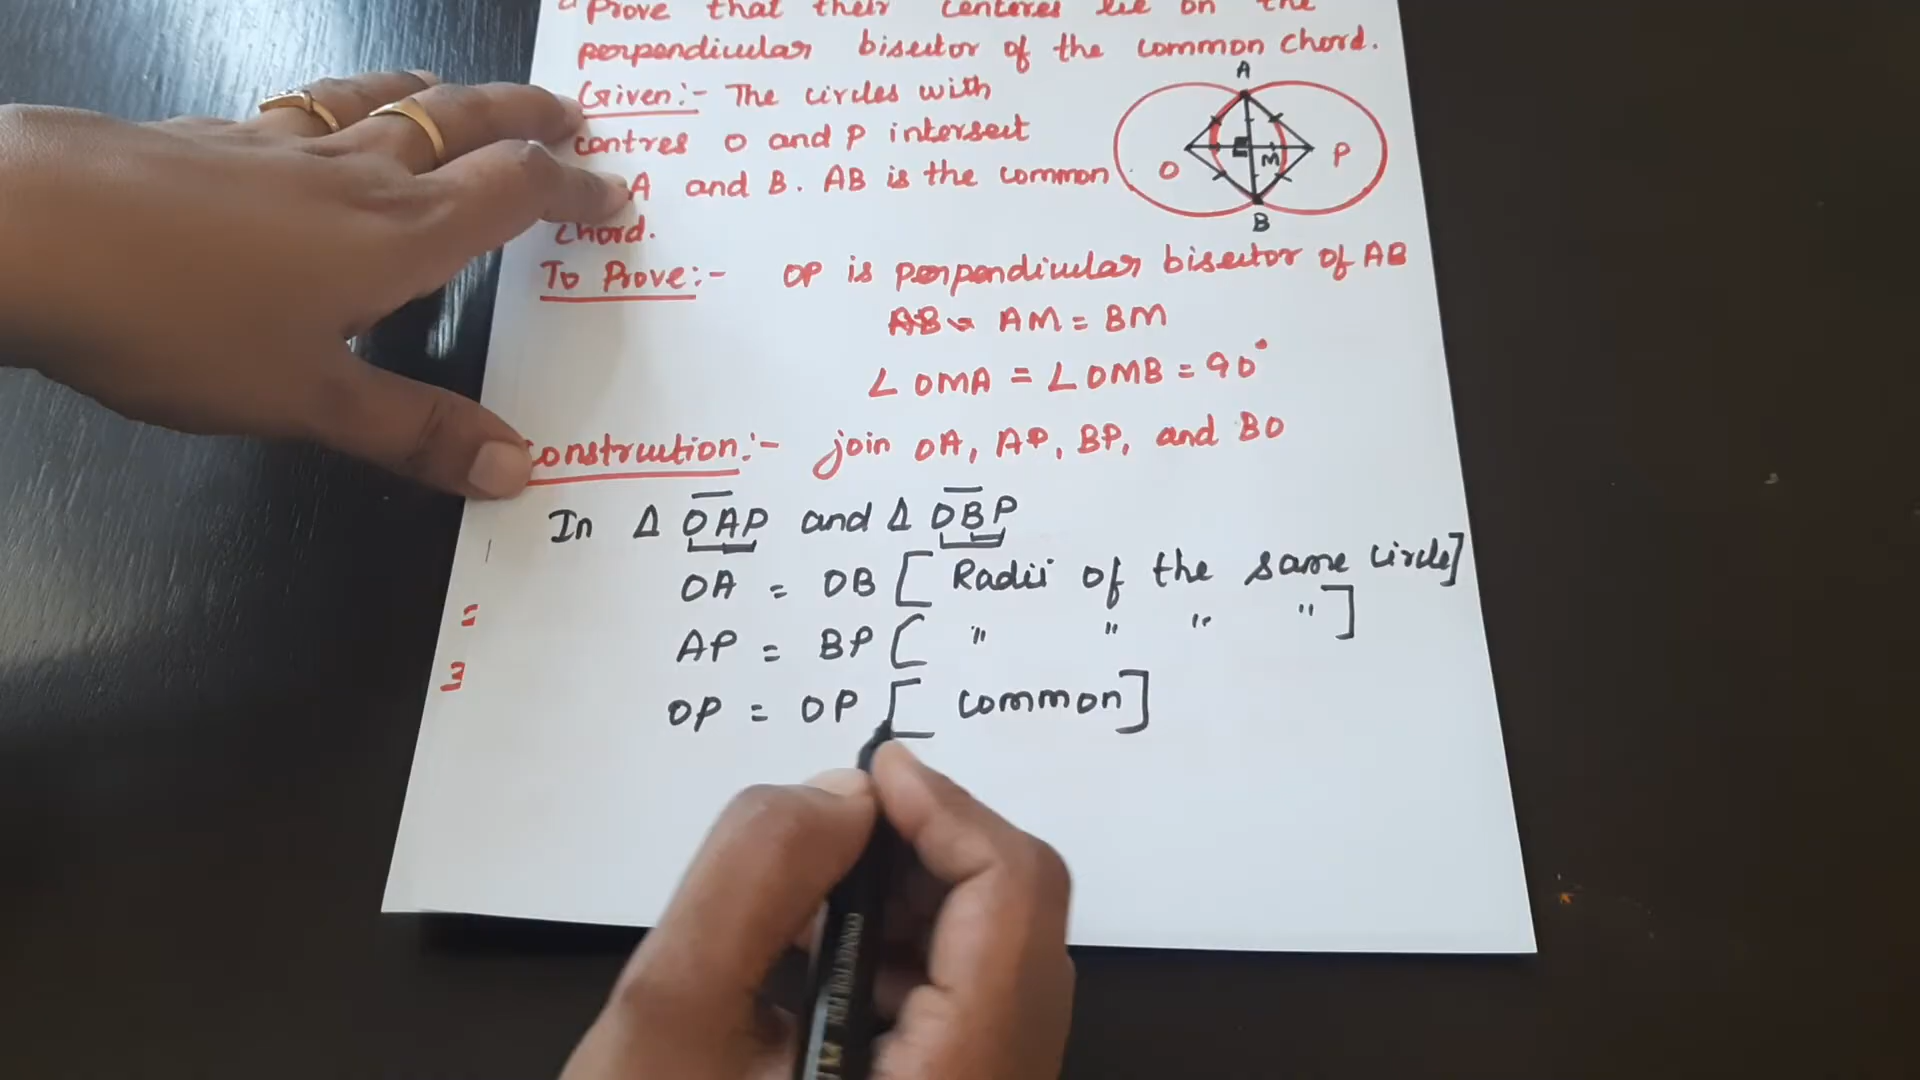 Prove that their centeres lie on the
perpendicular bisector of the common chord.
Given:- The circles with
centres O and P intersect
A and B. AB is the common
chord.
A
O
M
P
B
To Prove:- OP is perpendicular bisector of AB
AM = BM
∠ OMA = ∠ OMB = 90°
onstruction:- join OA, AP, BP, and BO
In Δ OAP and Δ OBP
OA = OB [Radii of the same circle]
AP = BP [ " " " " ]
OP = OP [ common]